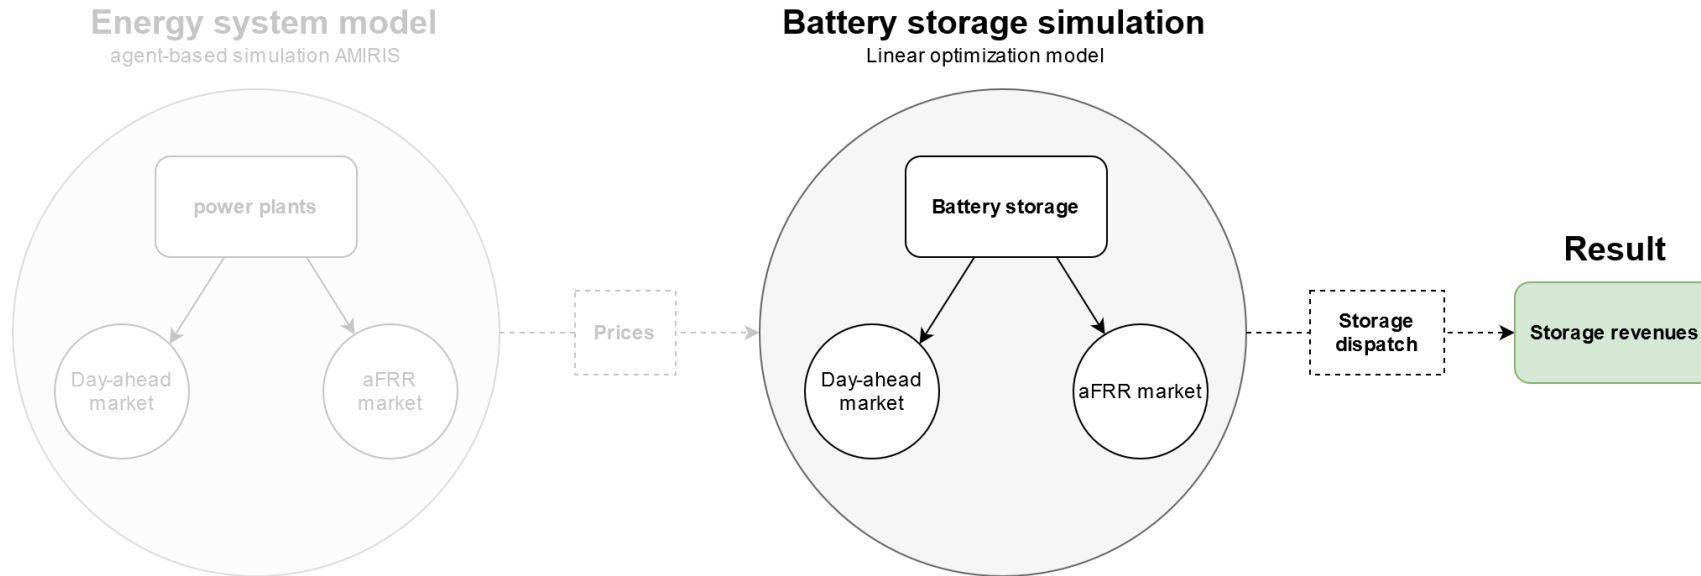 Energy system model
agent-based simulation AMIRIS
power plants
Day-ahead
market
aFRR
market
Prices
Battery storage simulation
Linear optimization model
Battery storage
Day-ahead
market
aFRR market
Storage
dispatch
Result
Storage revenues